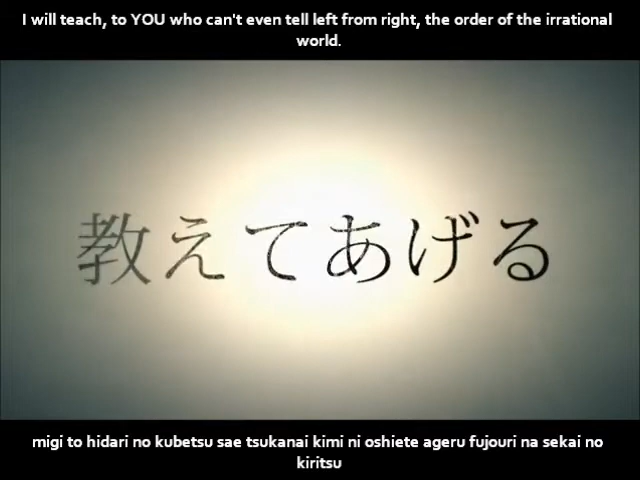 I will teach, to YOU who can't even tell left from right, the order of the irrational
world.
教えてあげる
migi to hidari no kubetsu sae tsukanai kimi ni oshiete ageru fujouri na sekai no
kiritsu